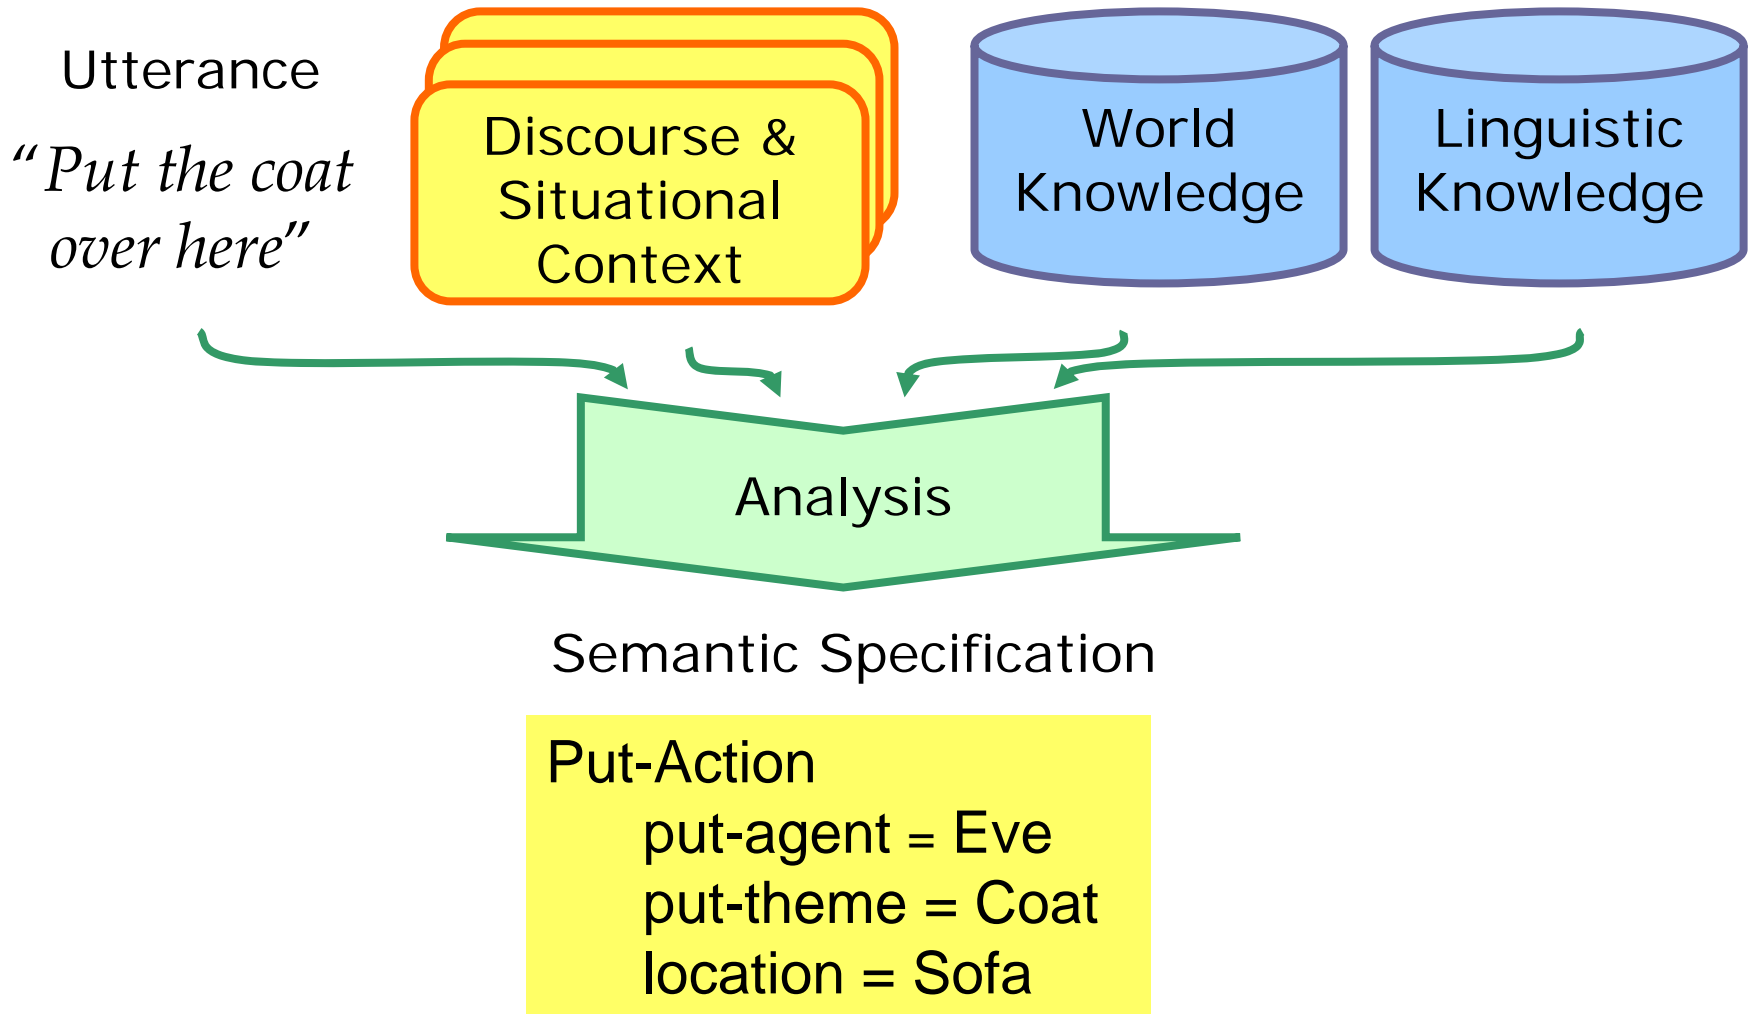 Utterance
“Put the coat
over here”
Discourse &
Situational
Context
World
Knowledge
Linguistic
Knowledge
Analysis
Semantic Specification
Put-Action
put-agent = Eve
put-theme = Coat
location = Sofa